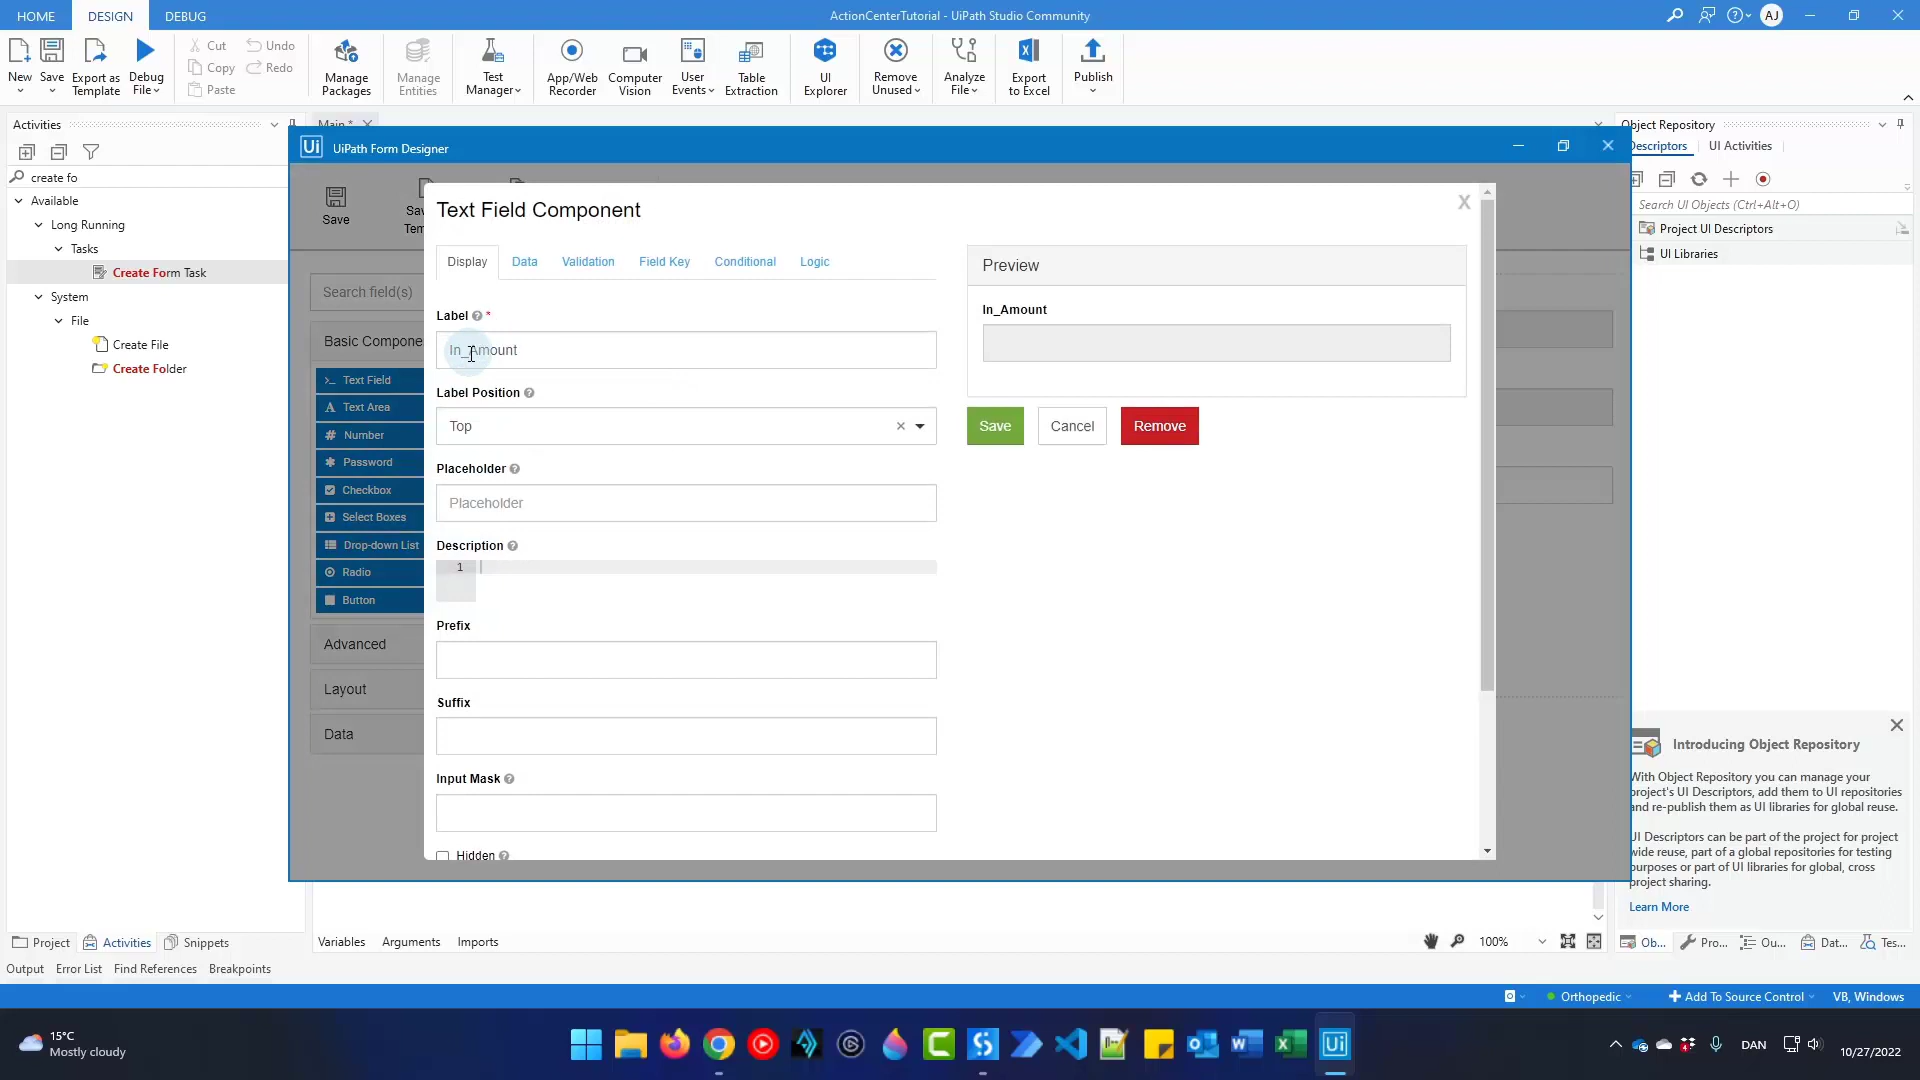 HOME DESIGN DEBUG
ActionCenterTutorial - UiPath Studio Community
AJ
New
Save
Export as Template
Debug File
Cut
Copy
Paste
Undo
Redo
Manage Packages
Manage Entities
Test Manager
App/Web Recorder
Computer Vision
User Events
Table Extraction
UI Explorer
Remove Unused
Analyze File
Export to Excel
Publish
Activities
create fo
Available
Long Running
Tasks
Create Form Task
System
File
Create File
Create Folder
Main *
Ui UiPath Form Designer
Save
Search field(s)
Basic Compone
Text Field
Text Area
Number
Password
Checkbox
Select Boxes
Drop-down List
Radio
Button
Advanced
Layout
Data
Text Field Component
X
Display Data Validation Field Key Conditional Logic
Label *
In_Amount
Label Position
Top
Placeholder
Placeholder
Description
1
Prefix
Suffix
Input Mask
Hidden
Preview
In_Amount
Save Cancel Remove
Object Repository
Descriptors UI Activities
Search UI Objects (Ctrl+Alt+O)
Project UI Descriptors
UI Libraries
Introducing Object Repository
With Object Repository you can manage your
project's UI Descriptors, add them to UI repositories
and re-publish them as UI libraries for global reuse.
UI Descriptors can be part of the project for project
wide reuse, part of a global repositories for testing
purposes or part of UI libraries for global, cross
project sharing.
Learn More
Project Activities Snippets
Variables Arguments Imports
100%
Ob... Pro... Ou... Dat... Tes...
Output Error List Find References Breakpoints
Orthopedic Add To Source Control VB, Windows
15°C
Mostly cloudy
DAN
10/27/2022